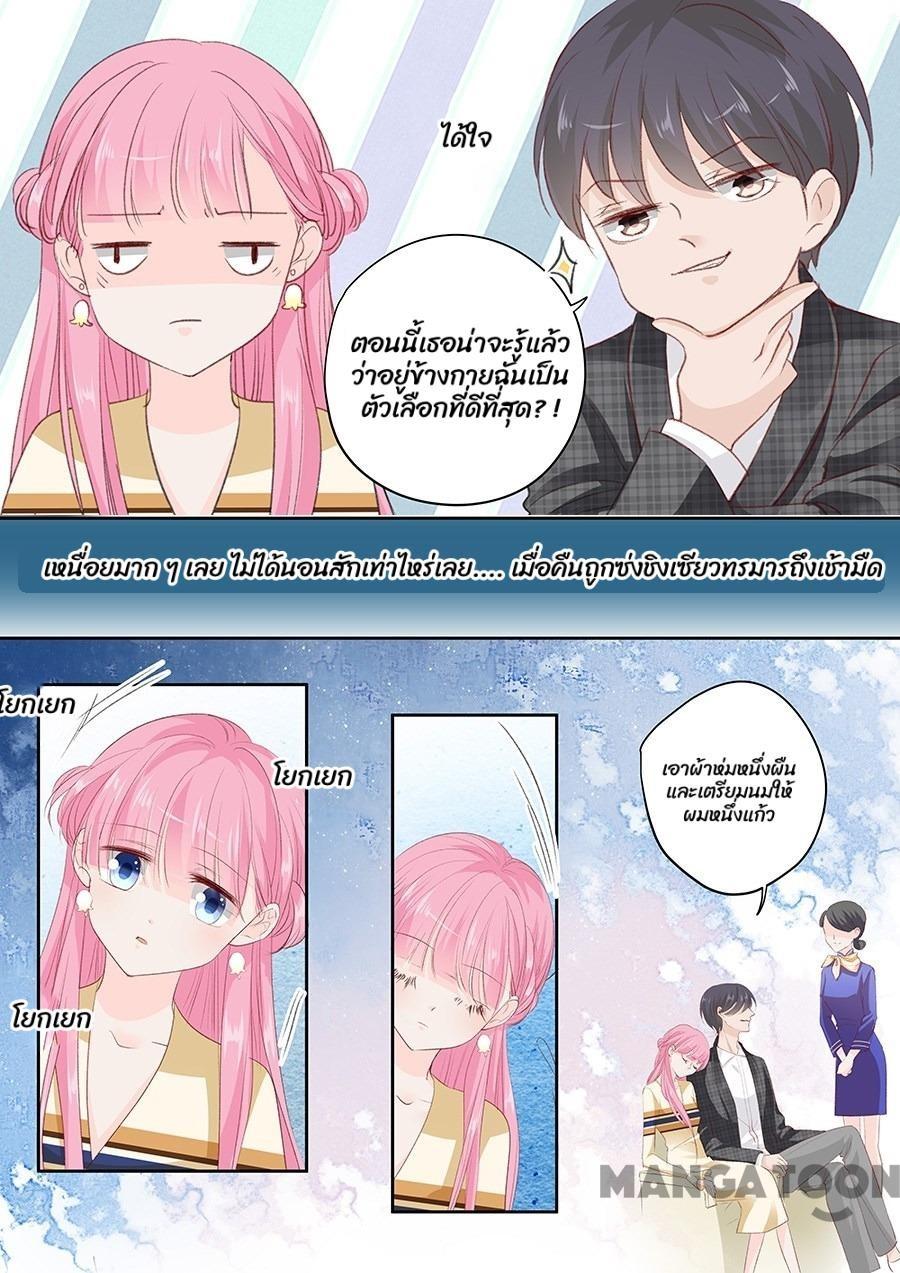 ได้ใจ
ตอนนี้เธอน่าจะรู้แล้ว
ว่าอยู่ข้างกายฉันเป็น
ตัวเลือกที่ดีที่สุด?!
เหนื่อยมาก ๆ เลย ไม่ได้นอนสักเท่าไหร่เลย.... เมื่อคืนถูกซ่งชิงเซียวทรมารถึงเช้ามืด
โยกเยก
โยกเยก
โยกเยก
เอาผ้าห่มหนึ่งผืน
และเตรียมนมให้
ผมหนึ่งแก้ว
MANGATOON